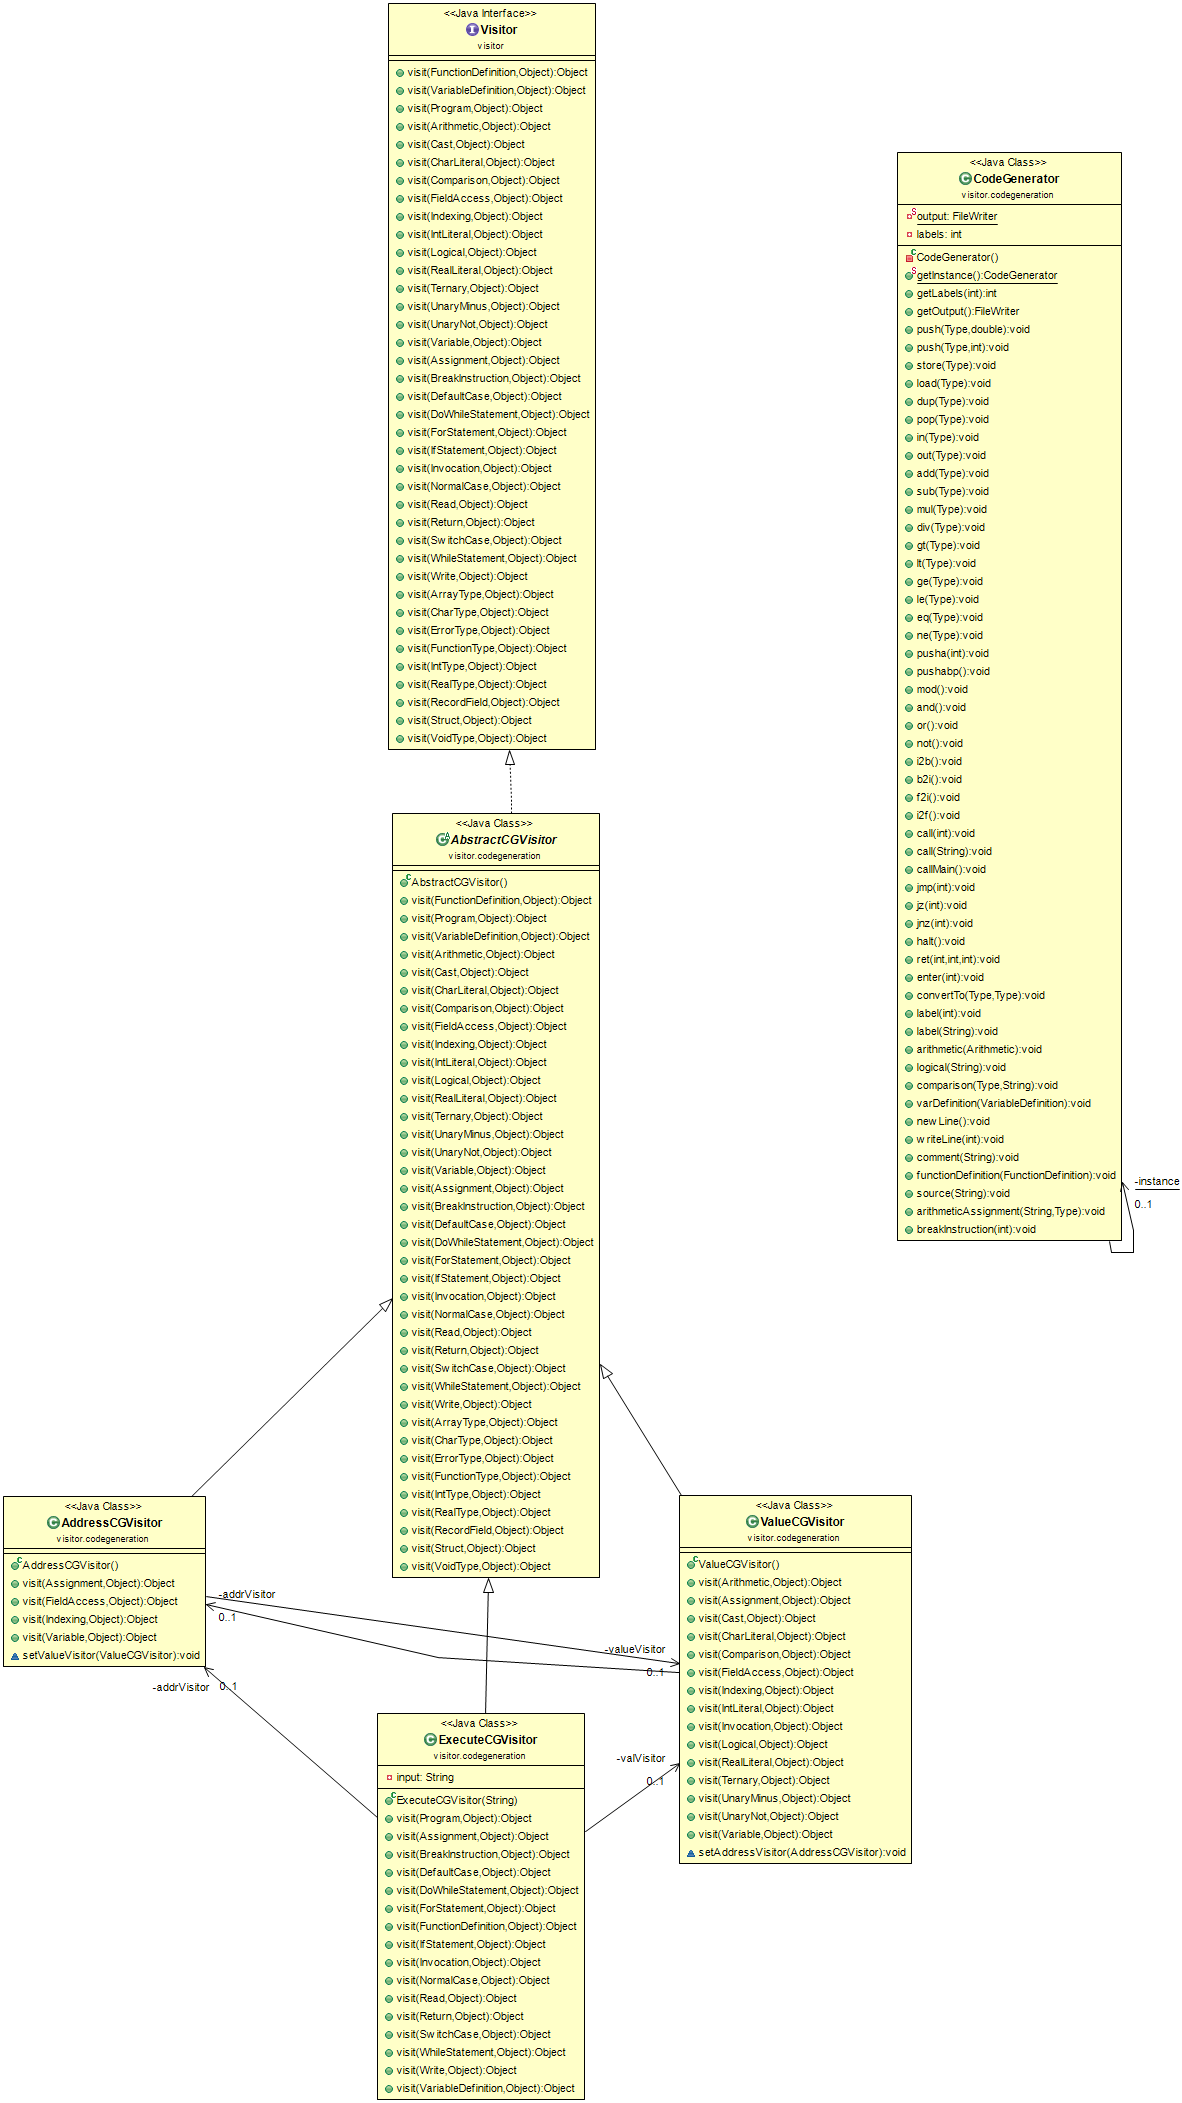 <<Java Interface>>
Visitor
visitor
visit(FunctionDefinition,Object):Object
visit(VariableDefinition,Object):Object
visit(Program,Object):Object
visit(Arithmetic,Object):Object
visit(Cast,Object):Object
visit(CharLiteral,Object):Object
visit(Comparison,Object):Object
visit(FieldAccess,Object):Object
visit(Indexing,Object):Object
visit(IntLiteral,Object):Object
visit(Logical,Object):Object
visit(RealLiteral,Object):Object
visit(Ternary,Object):Object
visit(UnaryMinus,Object):Object
visit(UnaryNot,Object):Object
visit(Variable,Object):Object
visit(Assignment,Object):Object
visit(BreakInstruction,Object):Object
visit(DefaultCase,Object):Object
visit(DoWhileStatement,Object):Object
visit(ForStatement,Object):Object
visit(IfStatement,Object):Object
visit(Invocation,Object):Object
visit(NormalCase,Object):Object
visit(Read,Object):Object
visit(Return,Object):Object
visit(SwitchCase,Object):Object
visit(WhileStatement,Object):Object
visit(Write,Object):Object
visit(ArrayType,Object):Object
visit(CharType,Object):Object
visit(ErrorType,Object):Object
visit(FunctionType,Object):Object
visit(IntType,Object):Object
visit(RealType,Object):Object
visit(RecordField,Object):Object
visit(Struct,Object):Object
visit(VoidType,Object):Object
<<Java Class>>
CodeGenerator
visitor.codegeneration
output: FileWriter
labels: int
CodeGenerator()
getInstance():CodeGenerator
getLabels(int):int
getOutput():FileWriter
push(Type,double):void
push(Type,int):void
store(Type):void
load(Type):void
dup(Type):void
pop(Type):void
in(Type):void
out(Type):void
add(Type):void
sub(Type):void
mul(Type):void
div(Type):void
gt(Type):void
lt(Type):void
ge(Type):void
le(Type):void
eq(Type):void
ne(Type):void
pusha(int):void
pushabp():void
mod():void
and():void
or():void
not():void
i2b():void
b2i():void
f2i():void
i2f():void
call(int):void
call(String):void
callMain():void
jmp(int):void
jz(int):void
jnz(int):void
halt():void
ret(int,int,int):void
enter(int):void
convertTo(Type,Type):void
label(int):void
label(String):void
arithmetic(Arithmetic):void
logical(String):void
comparison(Type,String):void
varDefinition(VariableDefinition):void
newLine():void
writeLine(int):void
comment(String):void
functionDefinition(FunctionDefinition):void
source(String):void
arithmeticAssignment(String,Type):void
breakInstruction(int):void
-instance
0..1
<<Java Class>>
AbstractCGVisitor
visitor.codegeneration
AbstractCGVisitor()
visit(FunctionDefinition,Object):Object
visit(Program,Object):Object
visit(VariableDefinition,Object):Object
visit(Arithmetic,Object):Object
visit(Cast,Object):Object
visit(CharLiteral,Object):Object
visit(Comparison,Object):Object
visit(FieldAccess,Object):Object
visit(Indexing,Object):Object
visit(IntLiteral,Object):Object
visit(Logical,Object):Object
visit(RealLiteral,Object):Object
visit(Ternary,Object):Object
visit(UnaryMinus,Object):Object
visit(UnaryNot,Object):Object
visit(Variable,Object):Object
visit(Assignment,Object):Object
visit(BreakInstruction,Object):Object
visit(DefaultCase,Object):Object
visit(DoWhileStatement,Object):Object
visit(ForStatement,Object):Object
visit(IfStatement,Object):Object
visit(Invocation,Object):Object
visit(NormalCase,Object):Object
visit(Read,Object):Object
visit(Return,Object):Object
visit(SwitchCase,Object):Object
visit(WhileStatement,Object):Object
visit(Write,Object):Object
visit(ArrayType,Object):Object
visit(CharType,Object):Object
visit(ErrorType,Object):Object
visit(FunctionType,Object):Object
visit(IntType,Object):Object
visit(RealType,Object):Object
visit(RecordField,Object):Object
visit(Struct,Object):Object
visit(VoidType,Object):Object
<<Java Class>>
AddressCGVisitor
visitor.codegeneration
AddressCGVisitor()
visit(Assignment,Object):Object
visit(FieldAccess,Object):Object
visit(Indexing,Object):Object
visit(Variable,Object):Object
setValueVisitor(ValueCGVisitor):void
-addrVisitor
0..1
-valueVisitor
0..1
<<Java Class>>
ValueCGVisitor
visitor.codegeneration
ValueCGVisitor()
visit(Arithmetic,Object):Object
visit(Assignment,Object):Object
visit(Cast,Object):Object
visit(CharLiteral,Object):Object
visit(Comparison,Object):Object
visit(FieldAccess,Object):Object
visit(Indexing,Object):Object
visit(IntLiteral,Object):Object
visit(Invocation,Object):Object
visit(Logical,Object):Object
visit(RealLiteral,Object):Object
visit(Ternary,Object):Object
visit(UnaryMinus,Object):Object
visit(UnaryNot,Object):Object
visit(Variable,Object):Object
setAddressVisitor(AddressCGVisitor):void
-addrVisitor
0..1
-valVisitor
0..1
<<Java Class>>
ExecuteCGVisitor
visitor.codegeneration
input: String
ExecuteCGVisitor(String)
visit(Program,Object):Object
visit(Assignment,Object):Object
visit(BreakInstruction,Object):Object
visit(DefaultCase,Object):Object
visit(DoWhileStatement,Object):Object
visit(ForStatement,Object):Object
visit(FunctionDefinition,Object):Object
visit(IfStatement,Object):Object
visit(Invocation,Object):Object
visit(NormalCase,Object):Object
visit(Read,Object):Object
visit(Return,Object):Object
visit(SwitchCase,Object):Object
visit(WhileStatement,Object):Object
visit(Write,Object):Object
visit(VariableDefinition,Object):Object